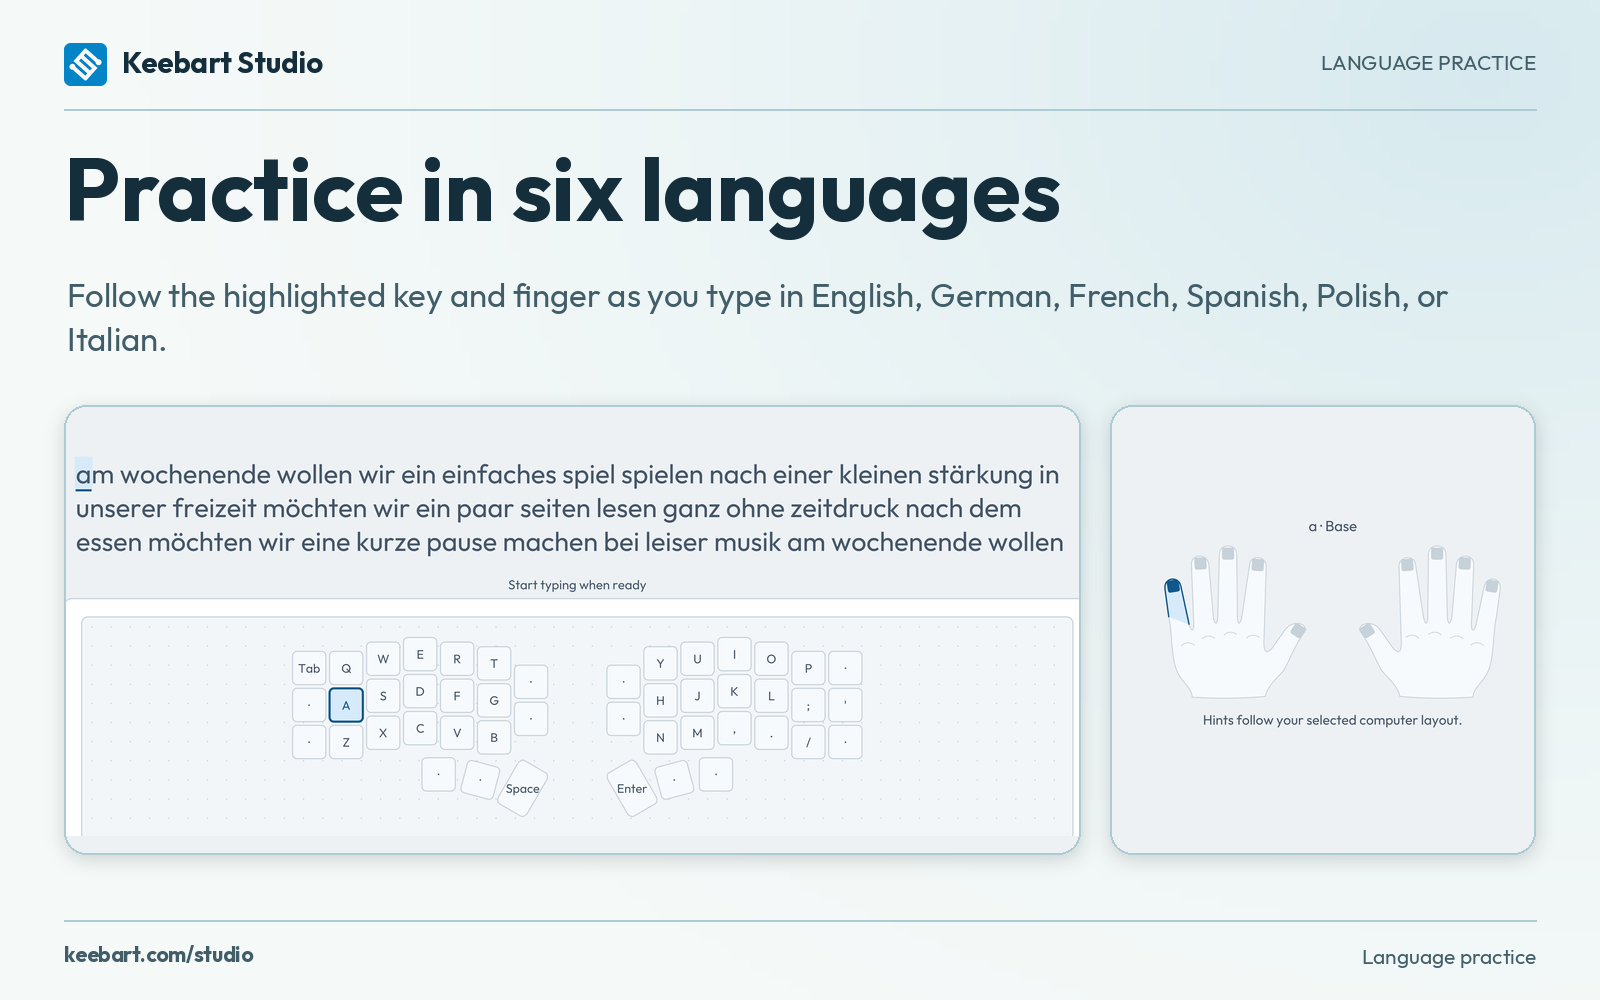 Keebart Studio
LANGUAGE PRACTICE
Practice in six languages
Follow the highlighted key and finger as you type in English, German, French, Spanish, Polish, or
Italian.
am wochenende wollen wir ein einfaches spiel spielen nach einer kleinen stärkung in
unserer freizeit möchten wir ein paar seiten lesen ganz ohne zeitdruck nach dem
essen möchten wir eine kurze pause machen bei leiser musik am wochenende wollen
Start typing when ready
Tab Q W E R T · · Y U I O P ·
· A S D F G · · H J K L ; '
· Z X C V B N M , . / ·
· · Space Enter · ·
a · Base
Hints follow your selected computer layout.
keebart.com/studio
Language practice